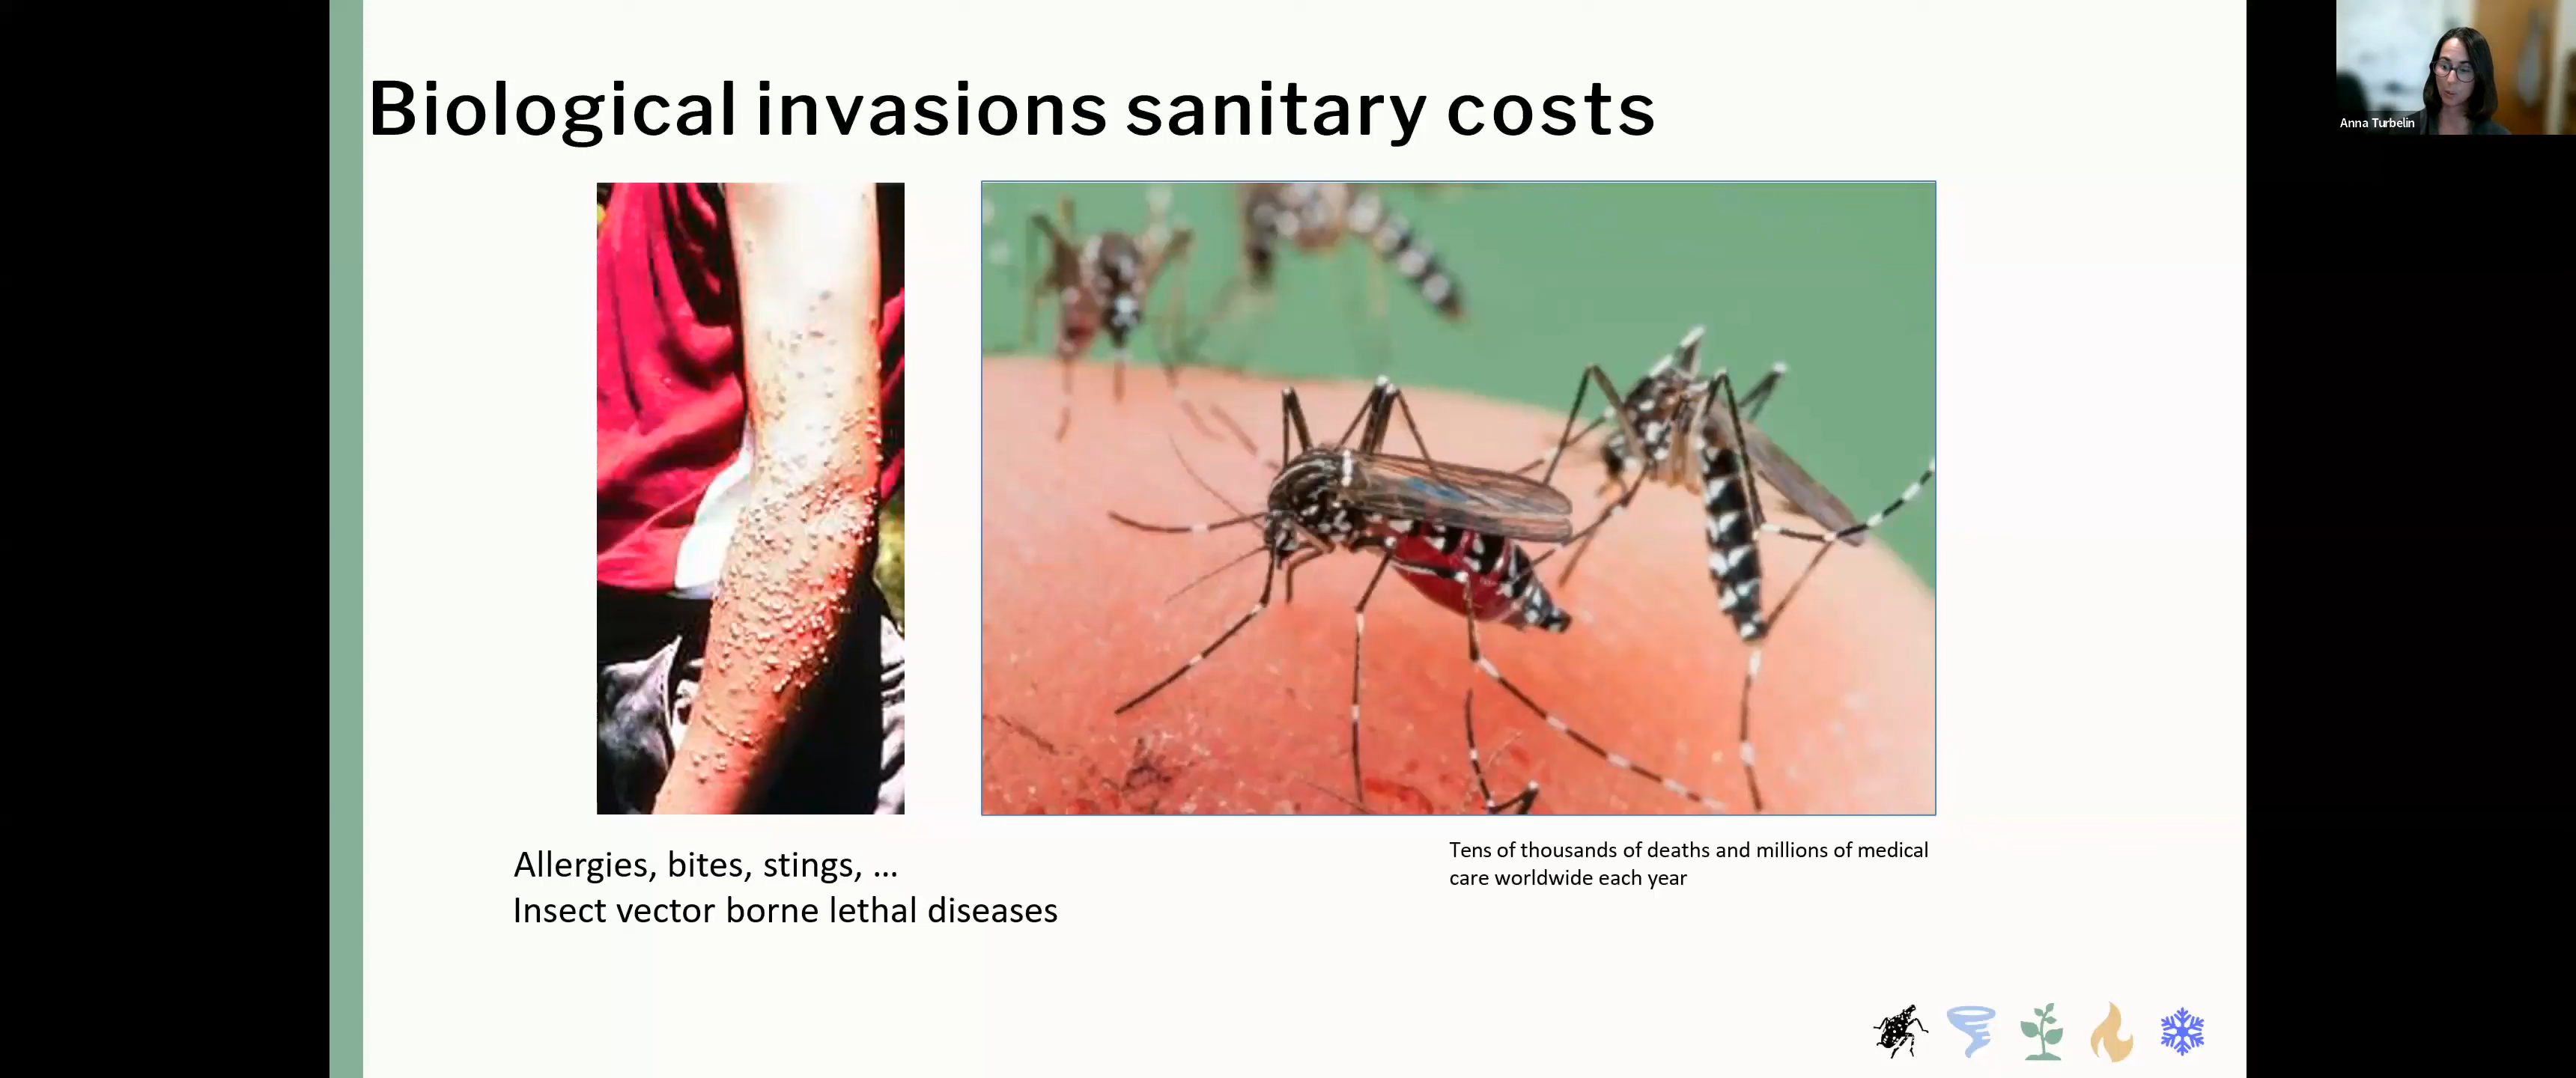 Biological invasions sanitary costs
Anna Turbelin
Allergies, bites, stings, ...
Insect vector borne lethal diseases
Tens of thousands of deaths and millions of medical
care worldwide each year